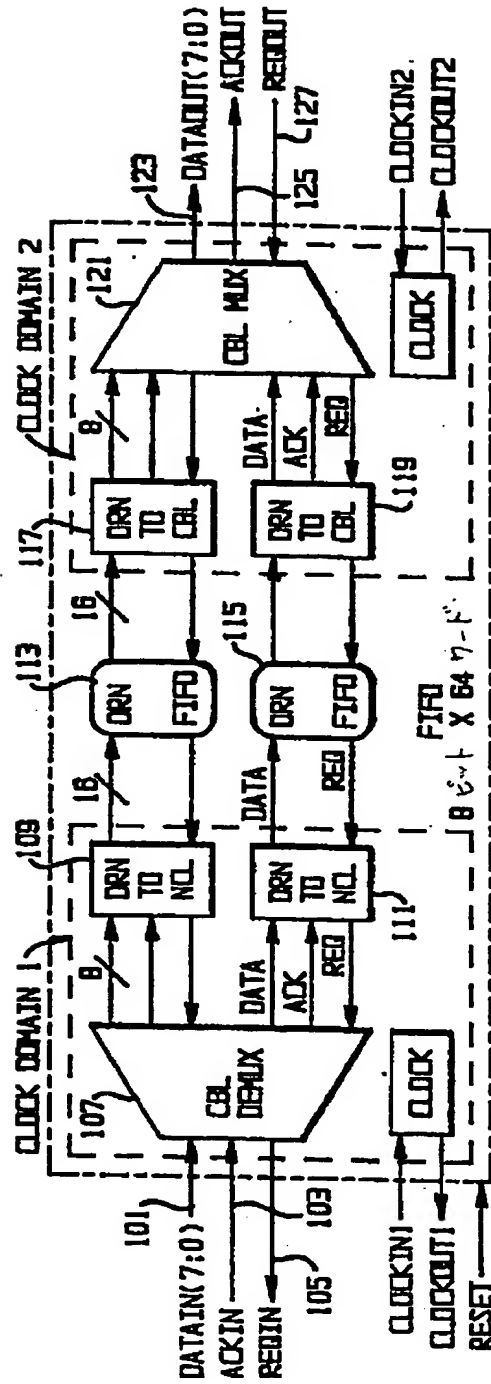 CLOCK DOMAIN 1
CLOCK DOMAIN 2
107
109
113
117
121
123
8
16
16
8
DATAIN(7:0)
101
ACKIN
103
REQIN
105
CBL
DEMUX
DRN
TO
NCL
DRN
FIFO
DRN
TO
CBL
CBL MUX
DATAOUT(7:0)
ACKOUT
125
REQOUT
127
DATA
ACK
REQ
DRN
TO
NCL
111
DATA
REQ
115
DRN
FIFO
DRN
TO
CBL
119
DATA
ACK
REQ
CLOCKIN1
CLOCKOUT1
CLOCK
RESET
FIFO
8 ビット X 64 ワード
CLOCK
CLOCKIN2
CLOCKOUT2